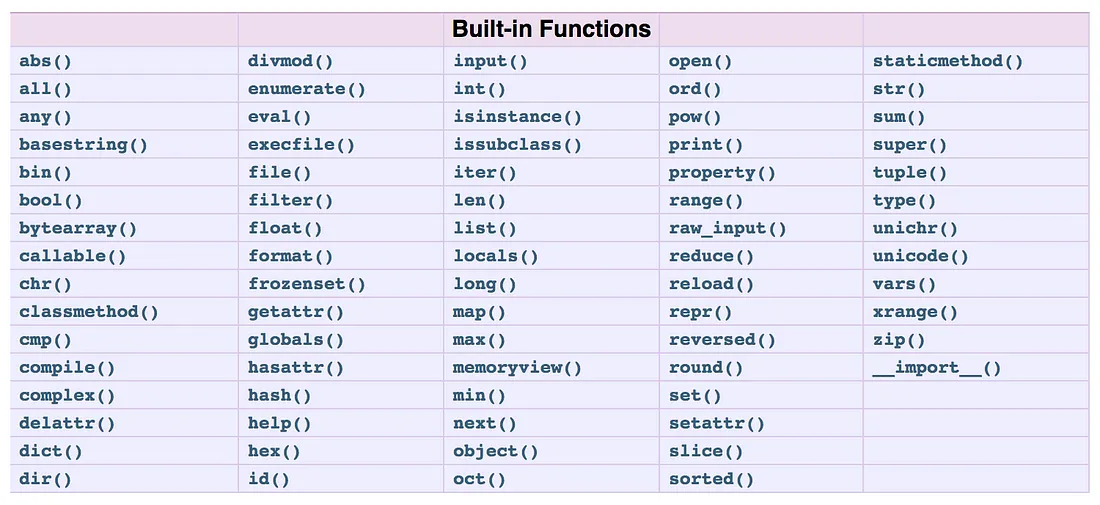 Built-in Functions
abs() divmod() input() open() staticmethod()
all() enumerate() int() ord() str()
any() eval() isinstance() pow() sum()
basestring() execfile() issubclass() print() super()
bin() file() iter() property() tuple()
bool() filter() len() range() type()
bytearray() float() list() raw_input() unichr()
callable() format() locals() reduce() unicode()
chr() frozenset() long() reload() vars()
classmethod() getattr() map() repr() xrange()
cmp() globals() max() reversed() zip()
compile() hasattr() memoryview() round() __import__()
complex() hash() min() set()
delattr() help() next() setattr()
dict() hex() object() slice()
dir() id() oct() sorted()